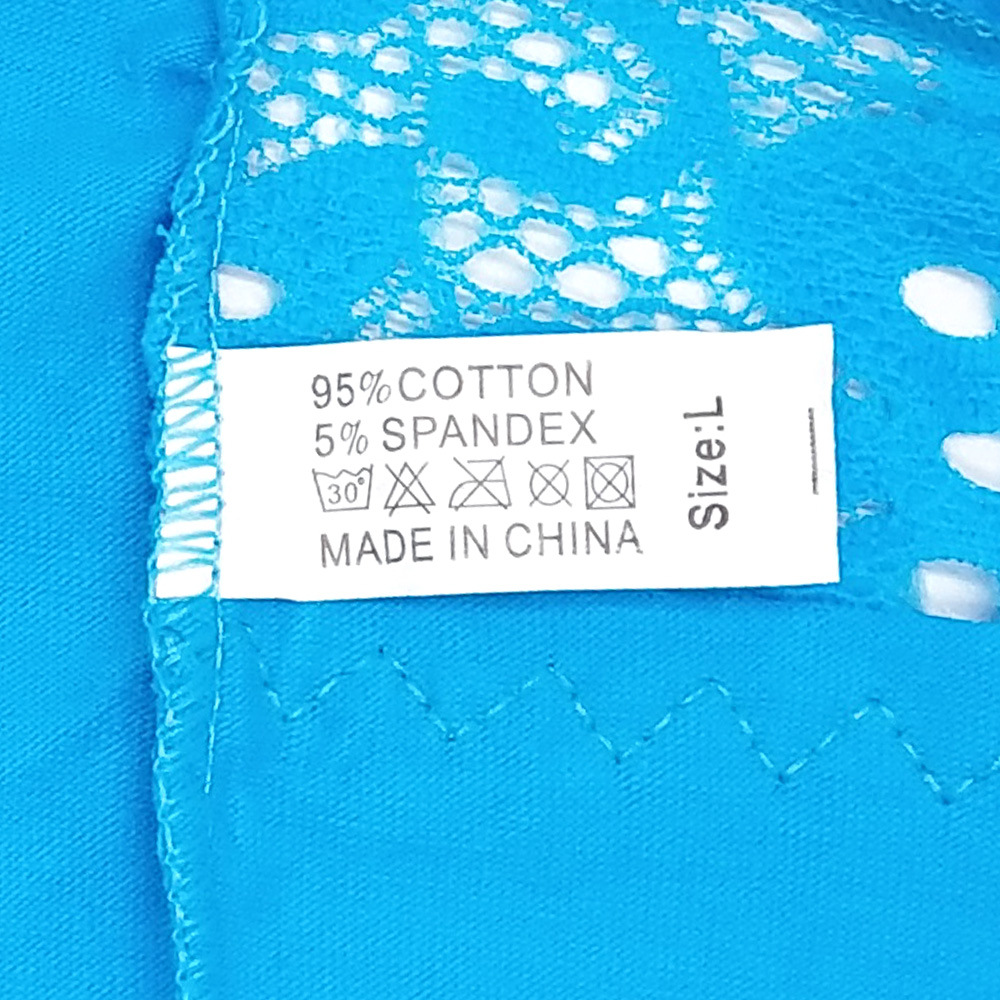 95% COTTON
5% SPANDEX
30°
MADE IN CHINA
Size:L